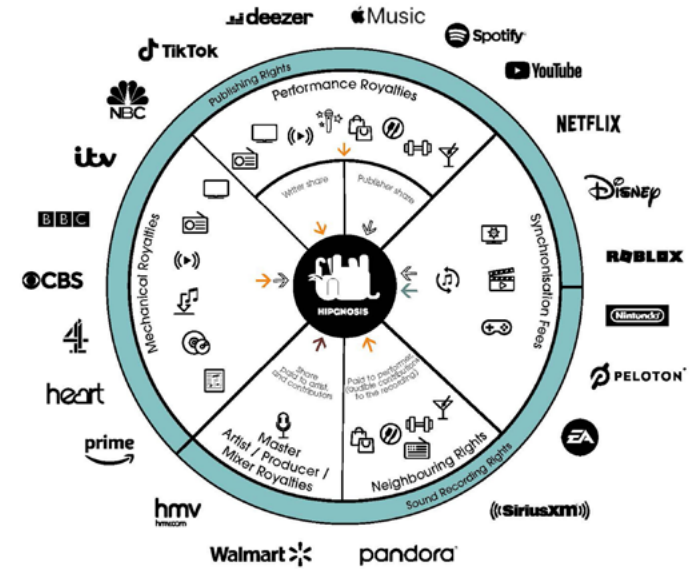 deezer
Music
TikTok
Spotify
YouTube
NBC
NETFLIX
itv
Disney
BBC
ROBLOX
CBS
Nintendo
4
PELOTON
heart
EA
prime
hmv
hmv.com
((SiriusXM))
Walmart
pandora
Publishing Rights
Performance Royalties
Writer share
Publisher share
Mechanical Royalties
Synchronisation Fees
HIPGNOSIS
Share
paid to artist,
and contributors
Paid to performer,
(audible contribution
to the recording)
Master
Artist / Producer /
Mixer Royalties
Neighbouring Rights
Sound Recording Rights